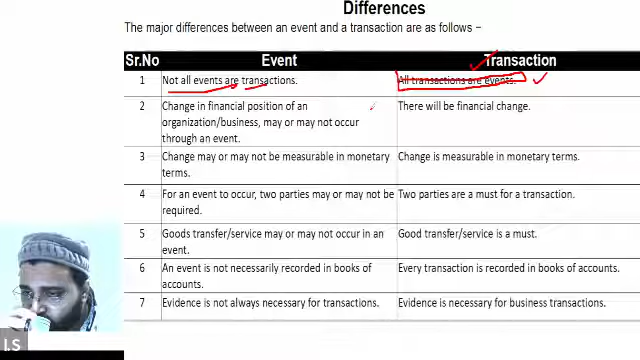 Differences
The major differences between an event and a transaction are as follows −
Sr.No Event Transaction
1 Not all events are transactions. All transactions are events.
2 Change in financial position of an There will be financial change.
organization/business, may or may not occur
through an event.
3 Change may or may not be measurable in monetary Change is measurable in monetary terms.
terms.
4 For an event to occur, two parties may or may not be Two parties are a must for a transaction.
required.
5 Goods transfer/service may or may not occur in an Good transfer/service is a must.
event.
6 An event is not necessarily recorded in books of Every transaction is recorded in books of accounts.
accounts.
7 Evidence is not always necessary for transactions. Evidence is necessary for business transactions.
I.S